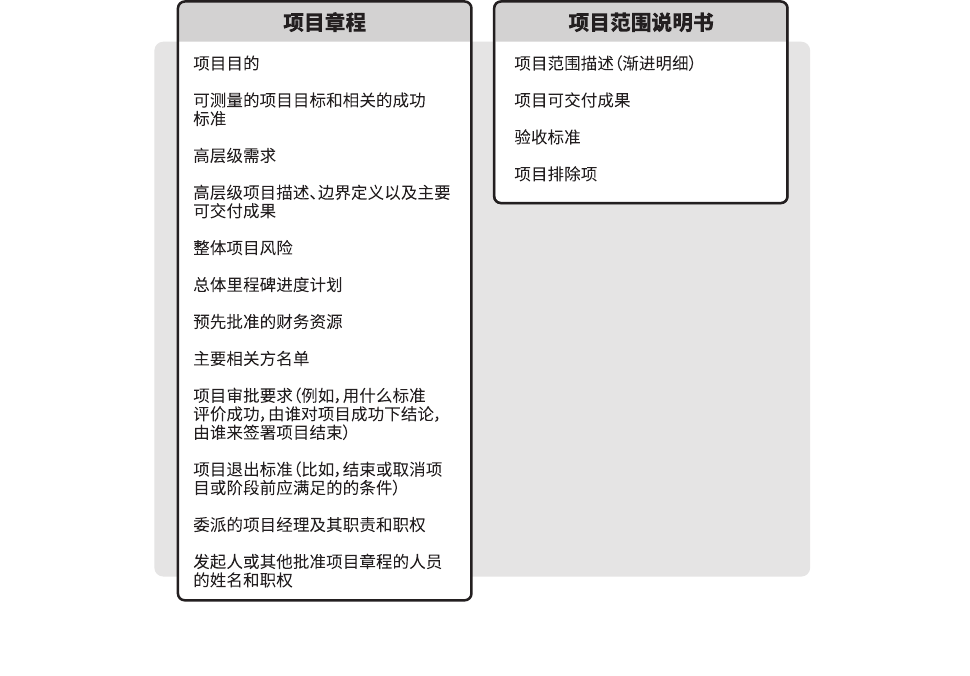 项目章程
项目目的
可测量的项目目标和相关的成功
标准
高层级需求
高层级项目描述、边界定义以及主要
可交付成果
整体项目风险
总体里程碑进度计划
预先批准的财务资源
主要相关方名单
项目审批要求(例如,用什么标准
评价成功,由谁对项目成功下结论,
由谁来签署项目结束)
项目退出标准(比如,结束或取消项
目或阶段前应满足的的条件)
委派的项目经理及其职责和职权
发起人或其他批准项目章程的人员
的姓名和职权
项目范围说明书
项目范围描述(渐进明细)
项目可交付成果
验收标准
项目排除项